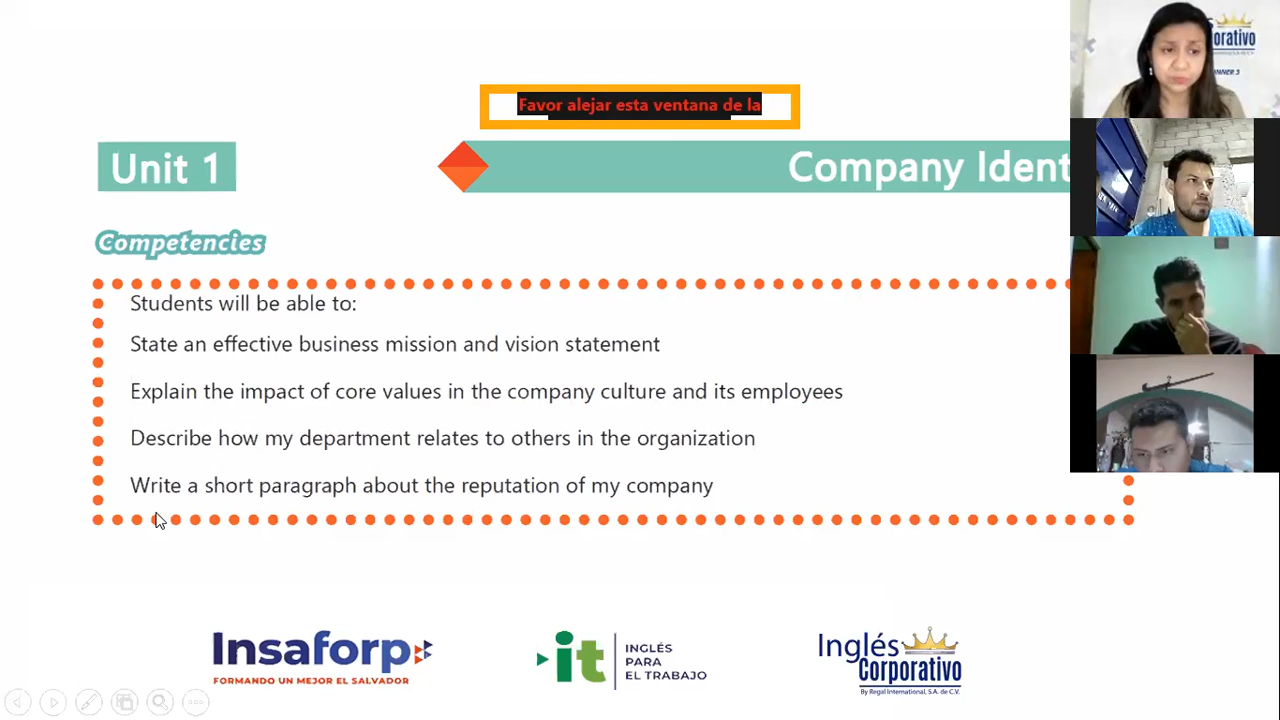 Favor alejar esta ventana de la
Unit 1
Company Ident
Competencies
Students will be able to:
State an effective business mission and vision statement
Explain the impact of core values in the company culture and its employees
Describe how my department relates to others in the organization
Write a short paragraph about the reputation of my company
Insaforp
FORMANDO UN MEJOR EL SALVADOR
it
INGLÉS
PARA
EL TRABAJO
Inglés
Corporativo
By Regal International, S.A. de C.V.
orativo
NNER 3